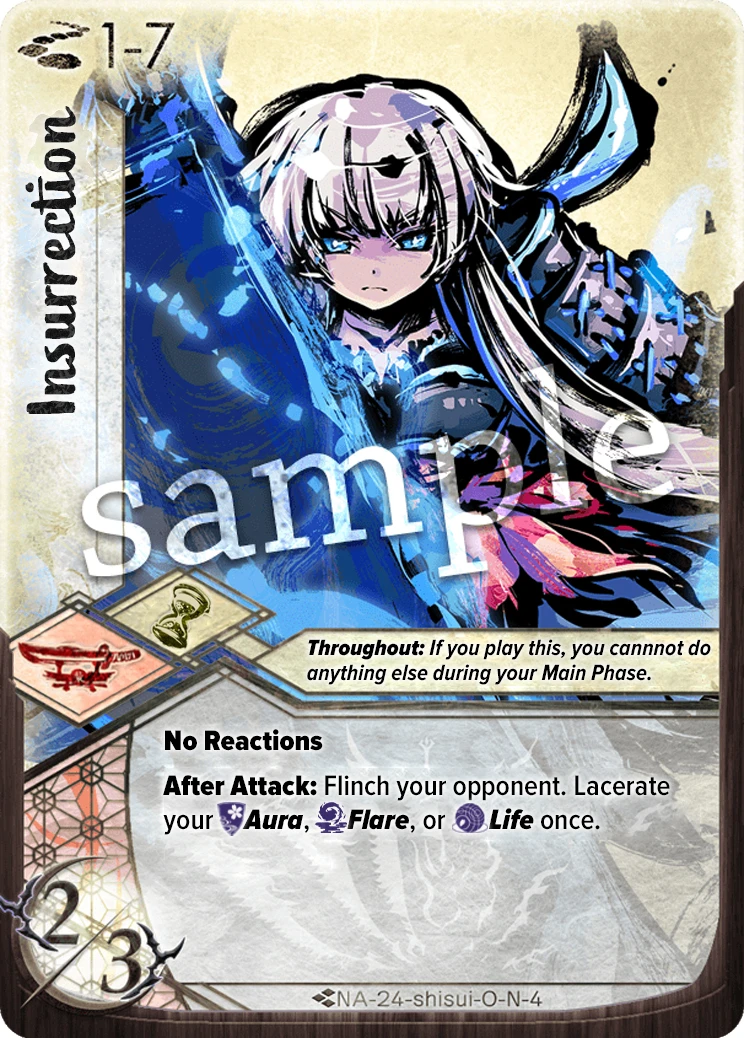 1-7
Insurrection
sample
Throughout: If you play this, you cannnot do
anything else during your Main Phase.
No Reactions
After Attack: Flinch your opponent. Lacerate
your Aura, Flare, or Life once.
2/3
NA-24-shisui-O-N-4